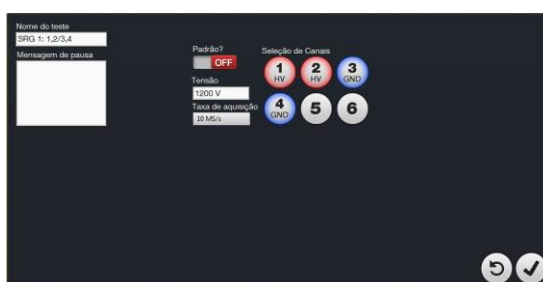 Nome do teste
SRG 1: 1,2/3,4
Mensagem de pausa
Padrão?
OFF
Tensão
1200 V
Taxa de aquisição
10 MS/s
Seleção de Canais
1
HV
2
HV
3
GND
4
GND
5
6